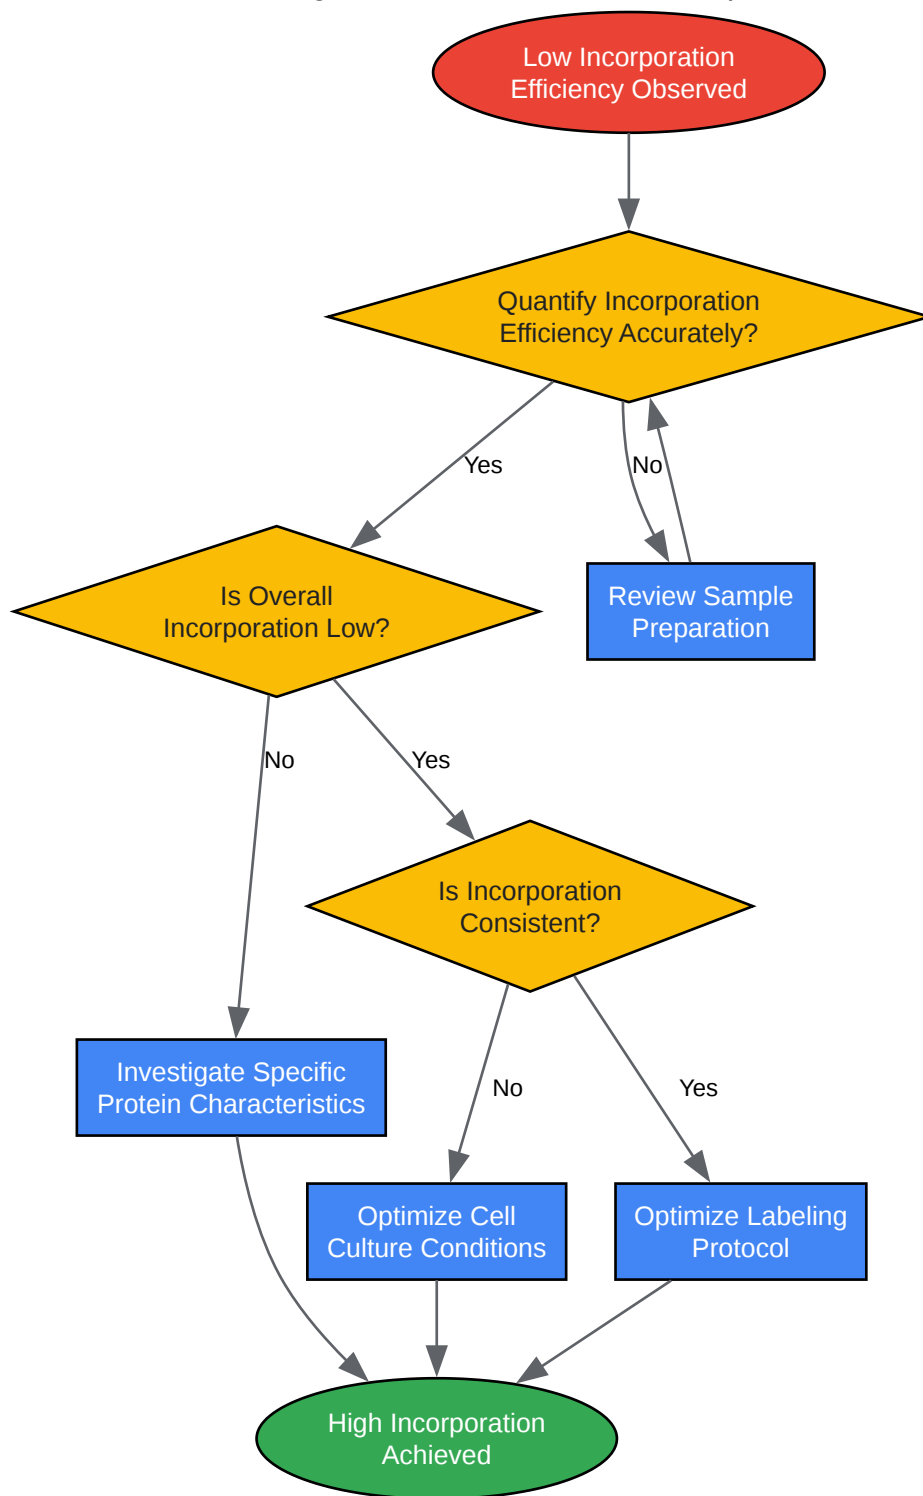 Low Incorporation
Efficiency Observed
Quantify Incorporation
Efficiency Accurately?
Yes
No
Is Overall
Incorporation Low?
Review Sample
Preparation
No
Yes
Is Incorporation
Consistent?
Investigate Specific
Protein Characteristics
No
Yes
Optimize Cell
Culture Conditions
Optimize Labeling
Protocol
High Incorporation
Achieved